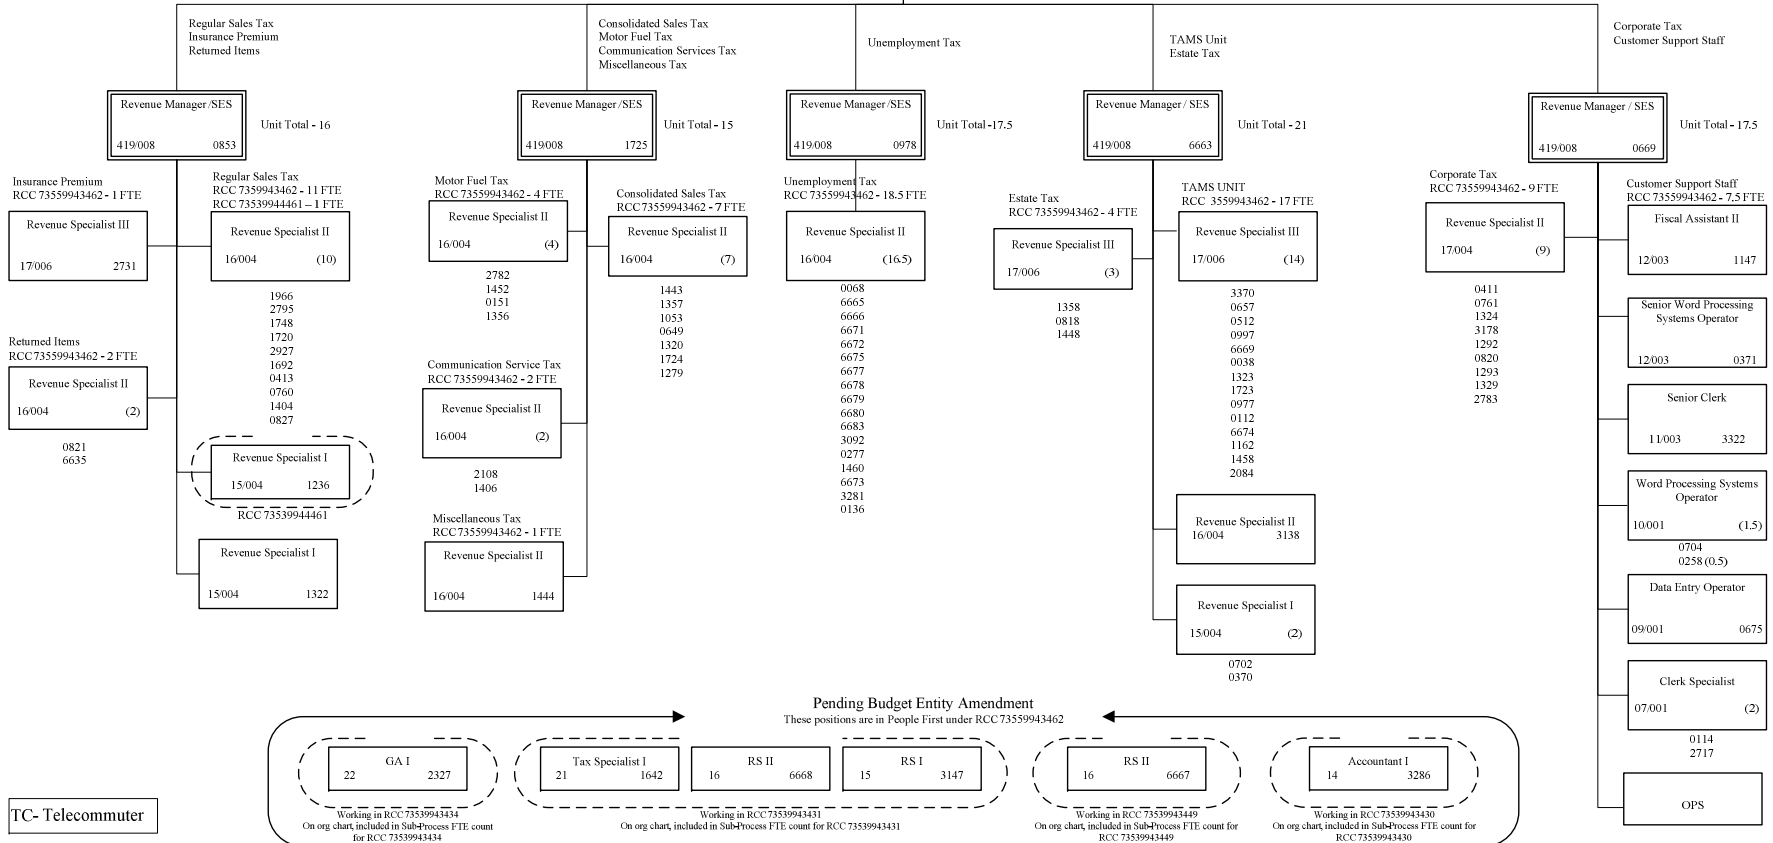 Regular Sales Tax
Insurance Premium
Returned Items
Consolidated Sales Tax
Motor Fuel Tax
Communication Services Tax
Miscellaneous Tax
Unemployment Tax
TAMS Unit
Estate Tax
Corporate Tax
Customer Support Staff
Revenue Manager /SES
419/008 0853
Unit Total - 16
Revenue Manager /SES
419/008 1725
Unit Total - 15
Revenue Manager /SES
419/008 0978
Unit Total -17.5
Revenue Manager / SES
419/008 6663
Unit Total - 21
Revenue Manager / SES
419/008 0669
Unit Total - 17.5
Insurance Premium
RCC 73559943462 - 1 FTE
Revenue Specialist III
17/006 2731
Returned Items
RCC 73559943462 - 2 FTE
Revenue Specialist II
16/004 (2)
0821
6635
Regular Sales Tax
RCC 73559943462 - 11 FTE
RCC 73539944461 – 1 FTE
Revenue Specialist II
16/004 (10)
1966
2795
1748
1720
2927
1692
0413
0760
1404
0827
Revenue Specialist I
15/004 1236
RCC 73539944461
Revenue Specialist I
15/004 1322
Motor Fuel Tax
RCC 73559943462 - 4 FTE
Revenue Specialist II
16/004 (4)
2782
1452
0151
1356
Communication Service Tax
RCC 73559943462 - 2 FTE
Revenue Specialist II
16/004 (2)
2108
1406
Miscellaneous Tax
RCC 73559943462 - 1 FTE
Revenue Specialist II
16/004 1444
Consolidated Sales Tax
RCC 73559943462 - 7 FTE
Revenue Specialist II
16/004 (7)
1443
1357
1053
0649
1320
1724
1279
Unemployment Tax
RCC 73559943462 - 18.5 FTE
Revenue Specialist II
16/004 (16.5)
0068
6665
6666
6671
6672
6675
6677
6678
6679
6680
6683
3092
0277
1460
6673
3281
0136
Estate Tax
RCC 73559943462 - 4 FTE
Revenue Specialist III
17/006 (3)
1358
0818
1448
TAMS UNIT
RCC 3559943462 - 17 FTE
Revenue Specialist III
17/006 (14)
3370
0657
0512
0997
6669
0038
1323
1723
0977
0112
6674
1162
1458
2084
Revenue Specialist II
16/004 3138
Revenue Specialist I
15/004 (2)
0702
0370
Corporate Tax
RCC 73559943462 - 9 FTE
Revenue Specialist II
17/004 (9)
0411
0761
1324
3178
1292
0820
1293
1329
2783
Customer Support Staff
RCC 73559943462 - 7.5 FTE
Fiscal Assistant II
12/003 1147
Senior Word Processing
Systems Operator
12/003 0371
Senior Clerk
11/003 3322
Word Processing Systems
Operator
10/001 (1.5)
0704
0258 (0.5)
Data Entry Operator
09/001 0675
Clerk Specialist
07/001 (2)
0114
2717
OPS
Pending Budget Entity Amendment
These positions are in People First under RCC 73559943462
GA I
22 2327
Working in RCC 73539943434
On org chart, included in Sub-Process FTE count
for RCC 73539943434
Tax Specialist I
21 1642
RS II
16 6668
RS I
15 3147
Working in RCC 73539943431
On org chart, included in Sub-Process FTE count for RCC 73539943431
RS II
16 6667
Working in RCC 73539943449
On org chart, included in Sub-Process FTE count for
RCC 73539943449
Accountant I
14 3286
Working in RCC 73539943430
On org chart, included in Sub-Process FTE count for
RCC 73539943430
TC- Telecommuter